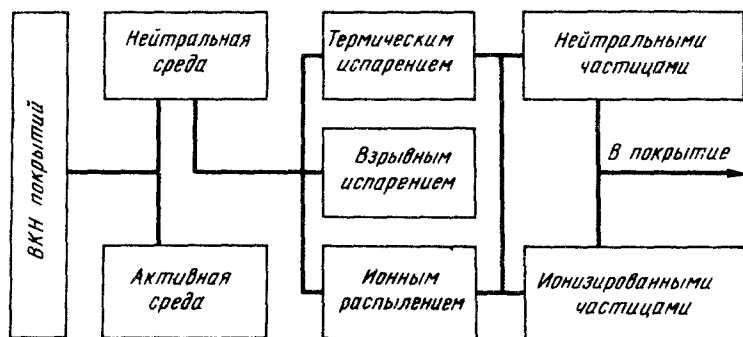 ВКН покрытий
Нейтральная
среда
Активная
среда
Термическим
испарением
Взрывным
испарением
Ионным
распылением
Нейтральными
частицами
В покрытие
Ионизированными
частицами